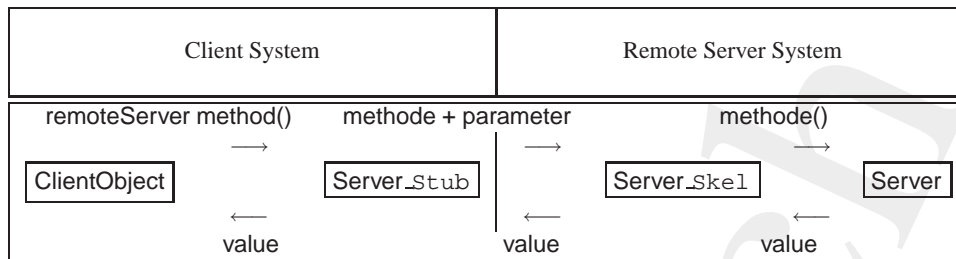 Client System Remote Server System
remoteServer method() methode + parameter methode()
⟶ ⟶ ⟶
ClientObject Server_Stub Server_Skel Server
⟵ ⟵ ⟵
value value value